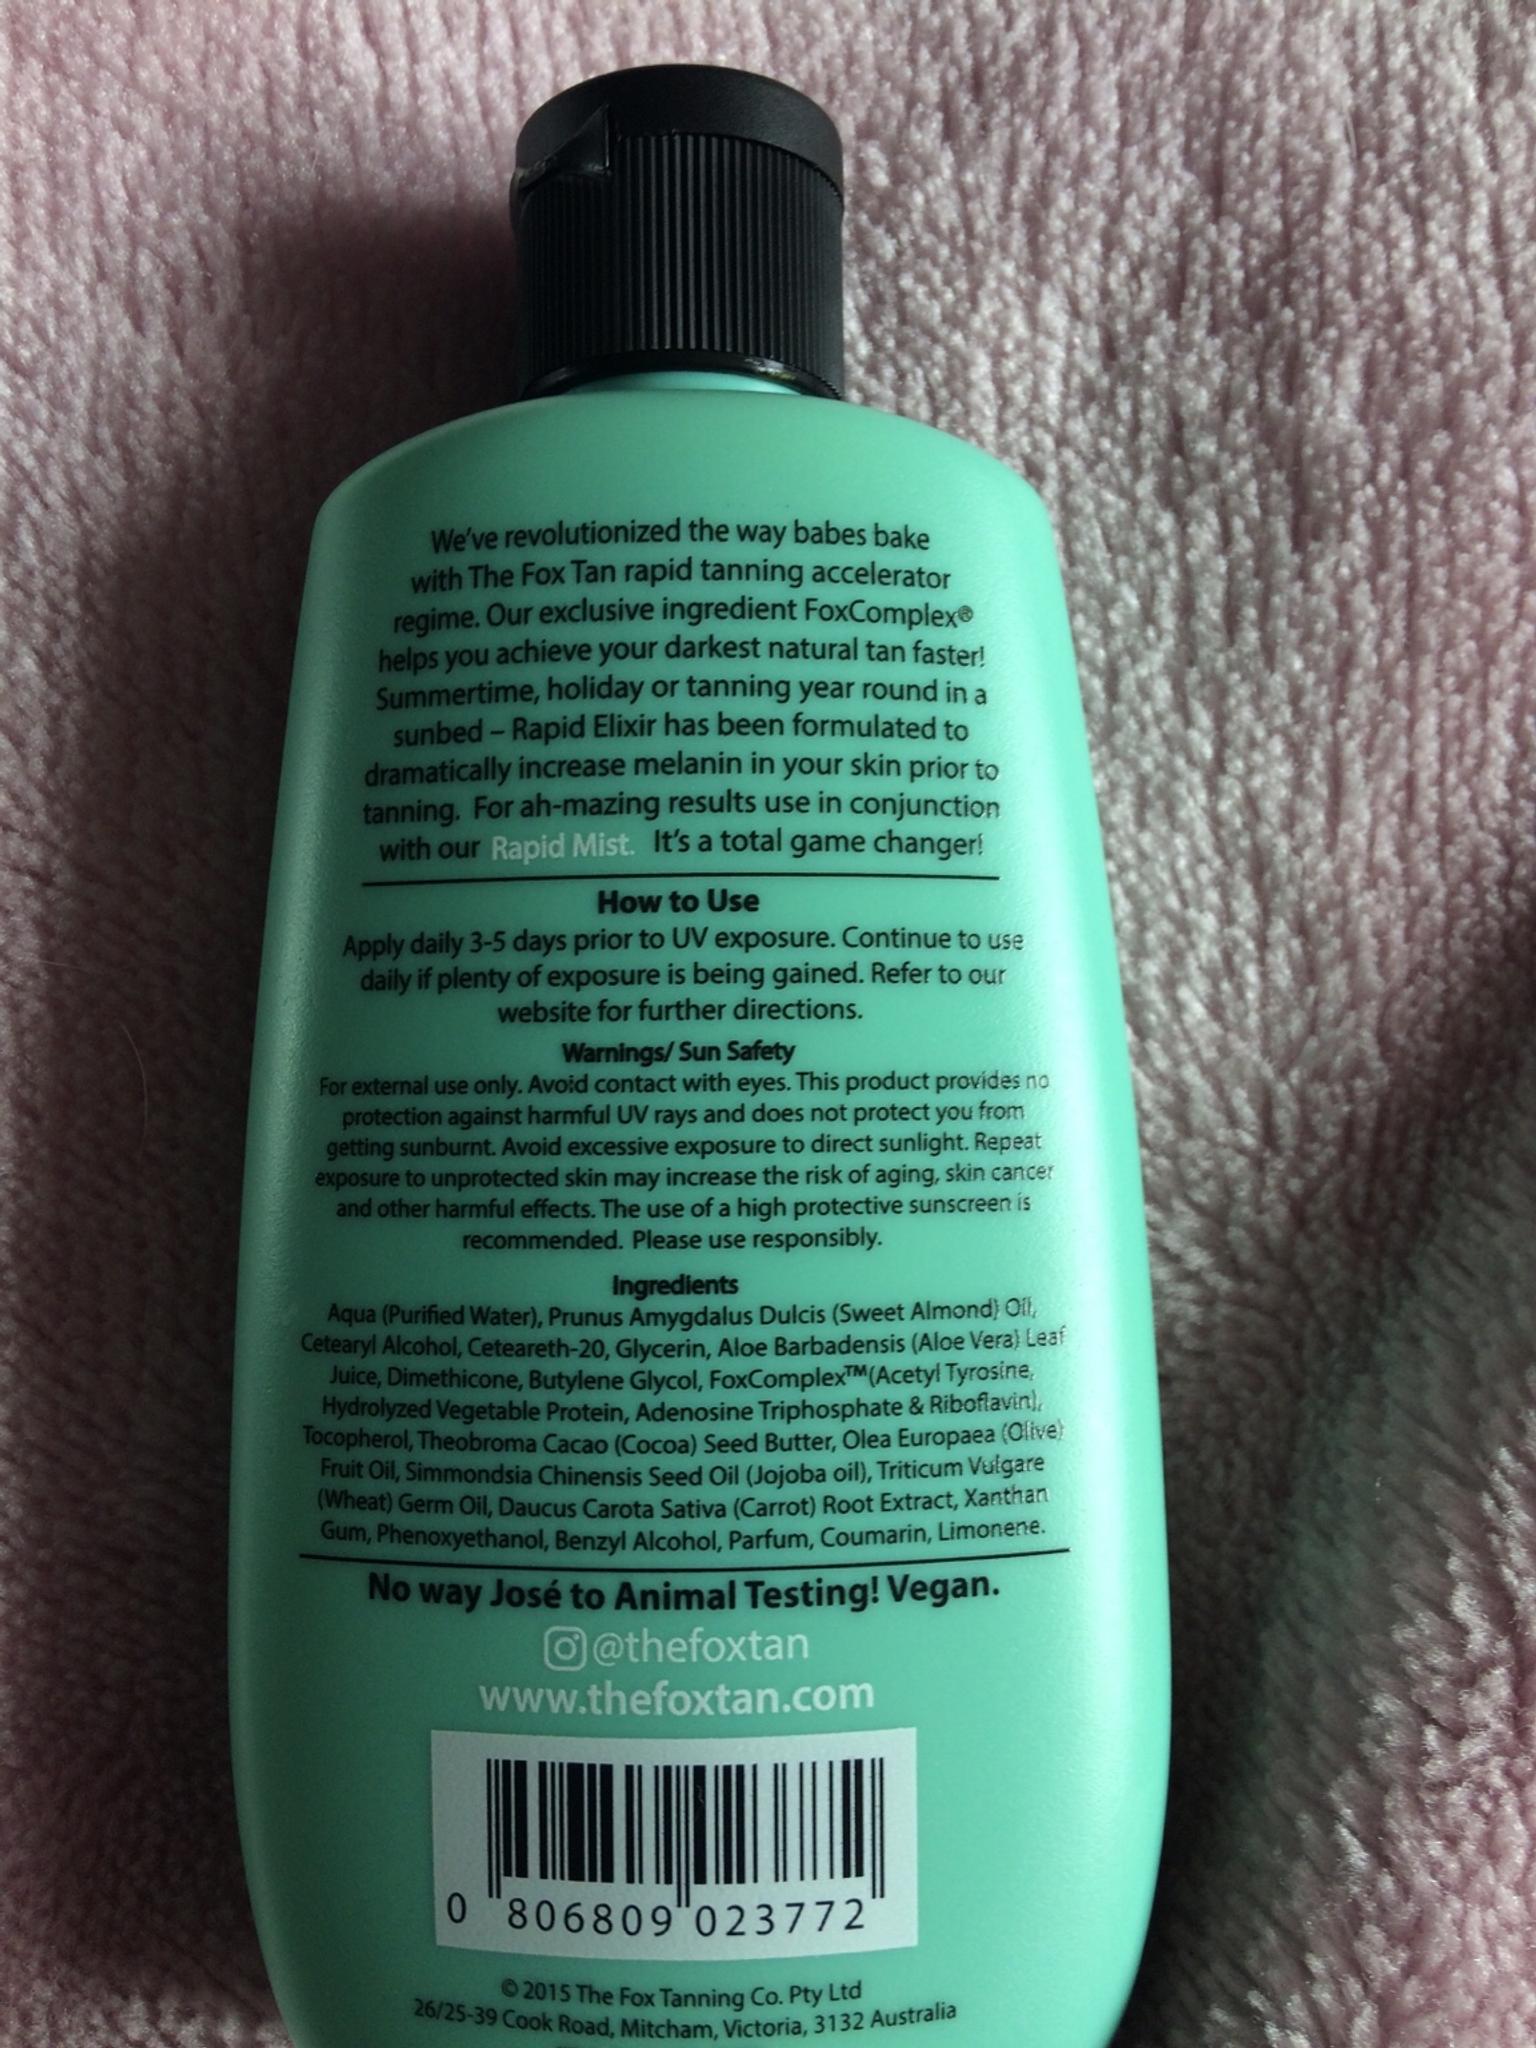 We've revolutionized the way babes bake
with The Fox Tan rapid tanning accelerator
regime. Our exclusive ingredient FoxComplex®
helps you achieve your darkest natural tan faster!
Summertime, holiday or tanning year round in a
sunbed – Rapid Elixir has been formulated to
dramatically increase melanin in your skin prior to
tanning. For ah-mazing results use in conjunction
with our Rapid Mist. It's a total game changer!
How to Use
Apply daily 3-5 days prior to UV exposure. Continue to use
daily if plenty of exposure is being gained. Refer to our
website for further directions.
Warnings/ Sun Safety
For external use only. Avoid contact with eyes. This product provides no
protection against harmful UV rays and does not protect you from
getting sunburnt. Avoid excessive exposure to direct sunlight. Repeat
exposure to unprotected skin may increase the risk of aging, skin cancer
and other harmful effects. The use of a high protective sunscreen is
recommended. Please use responsibly.
Ingredients
Aqua (Purified Water), Prunus Amygdalus Dulcis (Sweet Almond) Oil,
Cetearyl Alcohol, Ceteareth-20, Glycerin, Aloe Barbadensis (Aloe Vera) Leaf
Juice, Dimethicone, Butylene Glycol, FoxComplex™(Acetyl Tyrosine,
Hydrolyzed Vegetable Protein, Adenosine Triphosphate & Riboflavin),
Tocopherol, Theobroma Cacao (Cocoa) Seed Butter, Olea Europaea (Olive)
Fruit Oil, Simmondsia Chinensis Seed Oil (Jojoba oil), Triticum Vulgare
(Wheat) Germ Oil, Daucus Carota Sativa (Carrot) Root Extract, Xanthan
Gum, Phenoxyethanol, Benzyl Alcohol, Parfum, Coumarin, Limonene.
No way José to Animal Testing! Vegan.
@thefoxtan
www.thefoxtan.com
0 806809 023772
© 2015 The Fox Tanning Co. Pty Ltd
26/25-39 Cook Road, Mitcham, Victoria, 3132 Australia